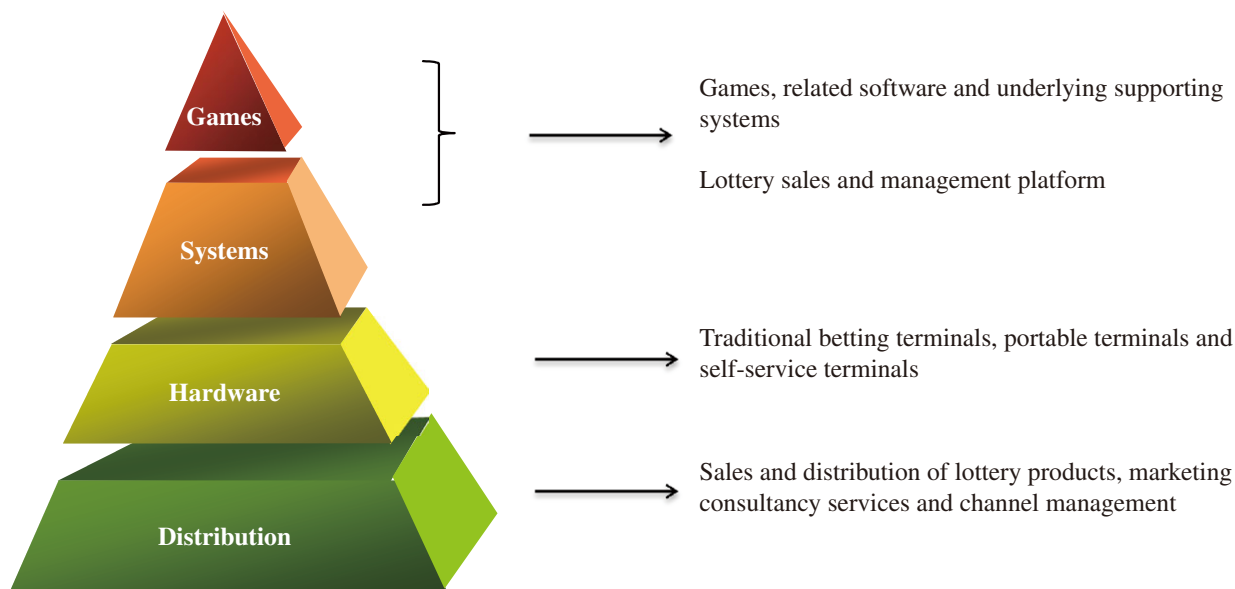 Games
Games, related software and underlying supporting
systems
Lottery sales and management platform
Systems
Traditional betting terminals, portable terminals and
self-service terminals
Hardware
Sales and distribution of lottery products, marketing
consultancy services and channel management
Distribution